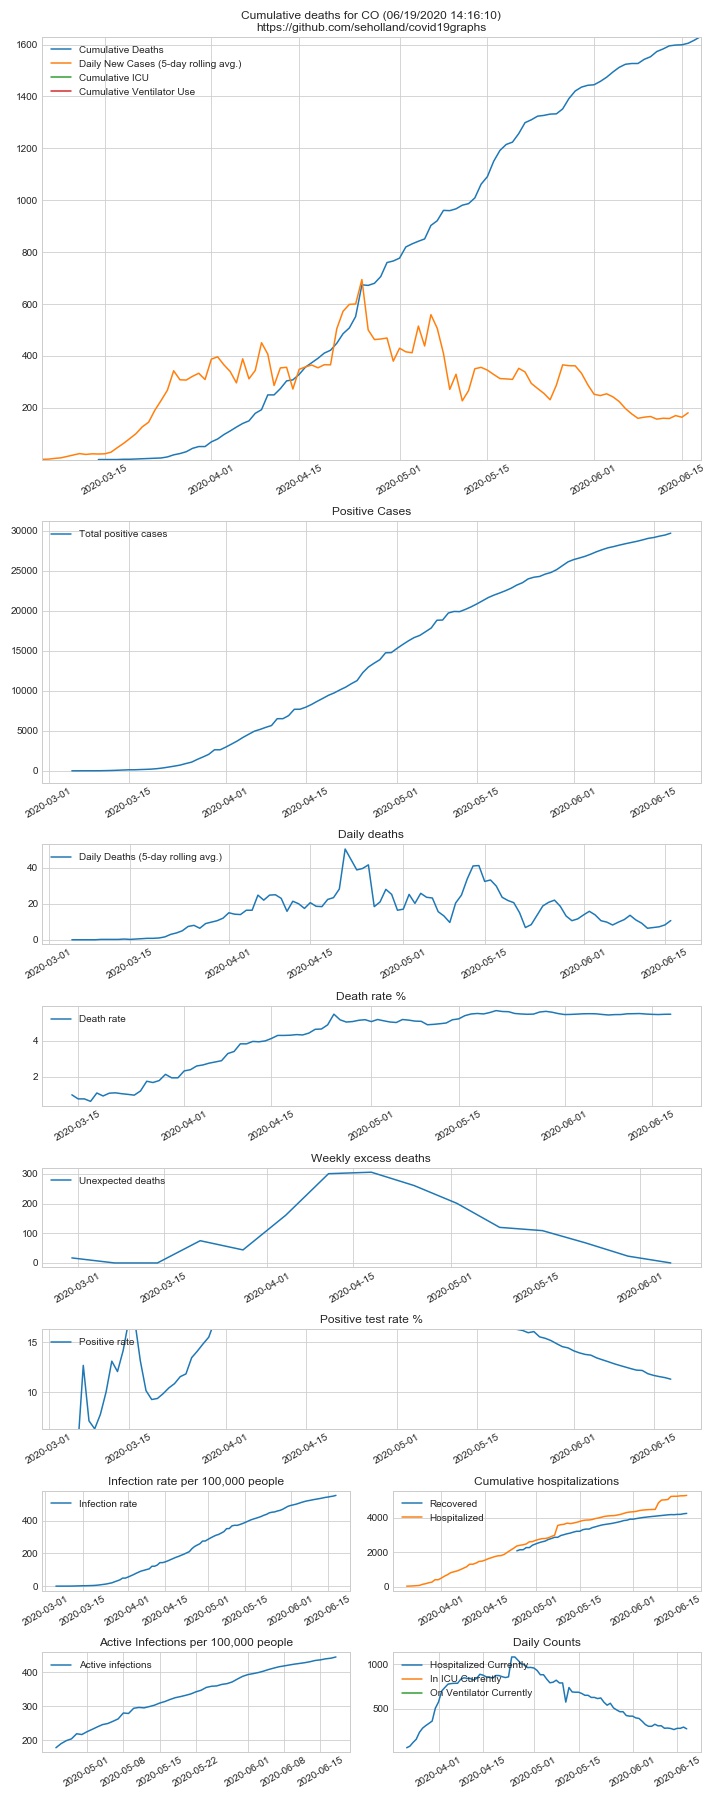 Cumulative deaths for CO (06/19/2020 14:16:10)
https://github.com/seholland/covid19graphs
Cumulative Deaths
Daily New Cases (5-day rolling avg.)
Cumulative ICU
Cumulative Ventilator Use
1600
1400
1200
1000
800
600
400
200
2020-03-15 2020-04-01 2020-04-15 2020-05-01 2020-05-15 2020-06-01 2020-06-15
Positive Cases
Total positive cases
30000
25000
20000
15000
10000
5000
0
2020-03-01 2020-03-15 2020-04-01 2020-04-15 2020-05-01 2020-05-15 2020-06-01 2020-06-15
Daily deaths
Daily Deaths (5-day rolling avg.)
40
20
0
2020-03-01 2020-03-15 2020-04-01 2020-04-15 2020-05-01 2020-05-15 2020-06-01 2020-06-15
Death rate %
Death rate
4
2
2020-03-15 2020-04-01 2020-04-15 2020-05-01 2020-05-15 2020-06-01 2020-06-15
Weekly excess deaths
Unexpected deaths
300
200
100
0
2020-03-01 2020-03-15 2020-04-01 2020-04-15 2020-05-01 2020-05-15 2020-06-01
Positive test rate %
Positive rate
15
10
2020-03-01 2020-03-15 2020-04-01 2020-04-15 2020-05-01 2020-05-15 2020-06-01 2020-06-15
Infection rate per 100,000 people
Infection rate
400
200
0
2020-03-01 2020-03-15 2020-04-01 2020-04-15 2020-05-01 2020-05-15 2020-06-01 2020-06-15
Cumulative hospitalizations
Recovered
Hospitalized
4000
2000
0
2020-04-01 2020-04-15 2020-05-01 2020-05-15 2020-06-01 2020-06-15
Active Infections per 100,000 people
Active infections
400
300
200
2020-05-01 2020-05-08 2020-05-15 2020-05-22 2020-06-01 2020-06-08 2020-06-15
Daily Counts
Hospitalized Currently
In ICU Currently
On Ventilator Currently
1000
500
2020-04-01 2020-04-15 2020-05-01 2020-05-15 2020-06-01 2020-06-15